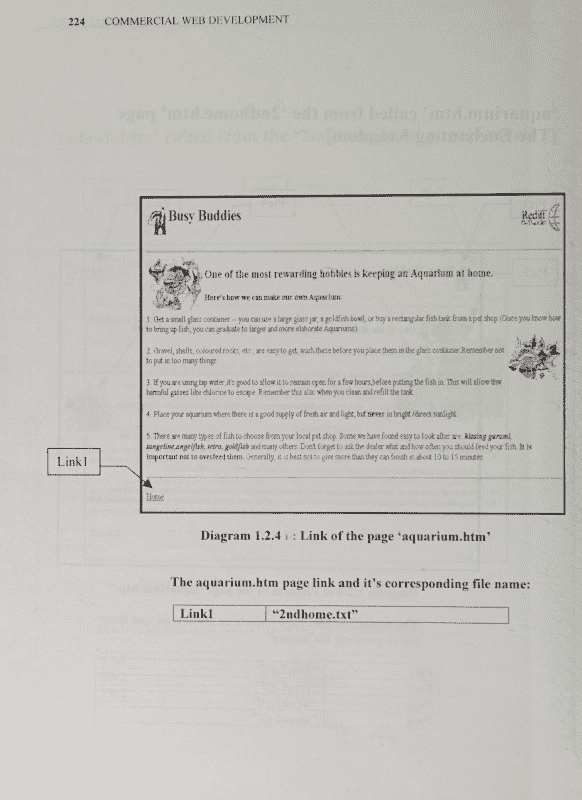 224 COMMERCIAL WEB DEVELOPMENT
Busy Buddies
Rediff
One of the most rewarding hobbies is keeping an Aquarium at home.
Here's how we can make our own Aquarium:
1. Get a small glass container -- you can use a large glass jar, a goldfish bowl, or buy a rectangular fish tank from a pet shop. (Once you know how
to bring up fish, you can graduate to larger and more elaborate Aquariums).
2. Gravel, shells, coloured rocks, etc., are easy to get, wash these before you place them in the glass container. Remember not
to put in too many things.
3. If you are using tap water, it's good to allow it to remain open for a few hours, before putting the fish in. This will allow the
harmful gasses like chlorine to escape. Remember this also when you clean and refill the tank.
4. Place your aquarium where there is a good supply of fresh air and light, but never in bright /direct sunlight.
5. There are many types of fish to choose from your local pet shop. Some we have found easy to look after are: kissing gurami,
angelfish, tetra, goldfish and many others. Don't forget to ask the dealer what and how often you should feed your fish. It is
important not to overfeed them. Generally, it is best not to give more than they can finish in about 10 to 15 minutes.
Link1
Home
Diagram 1.2.4 : Link of the page ‘aquarium.htm’
The aquarium.htm page link and it's corresponding file name:
Link1 “2ndhome.txt”